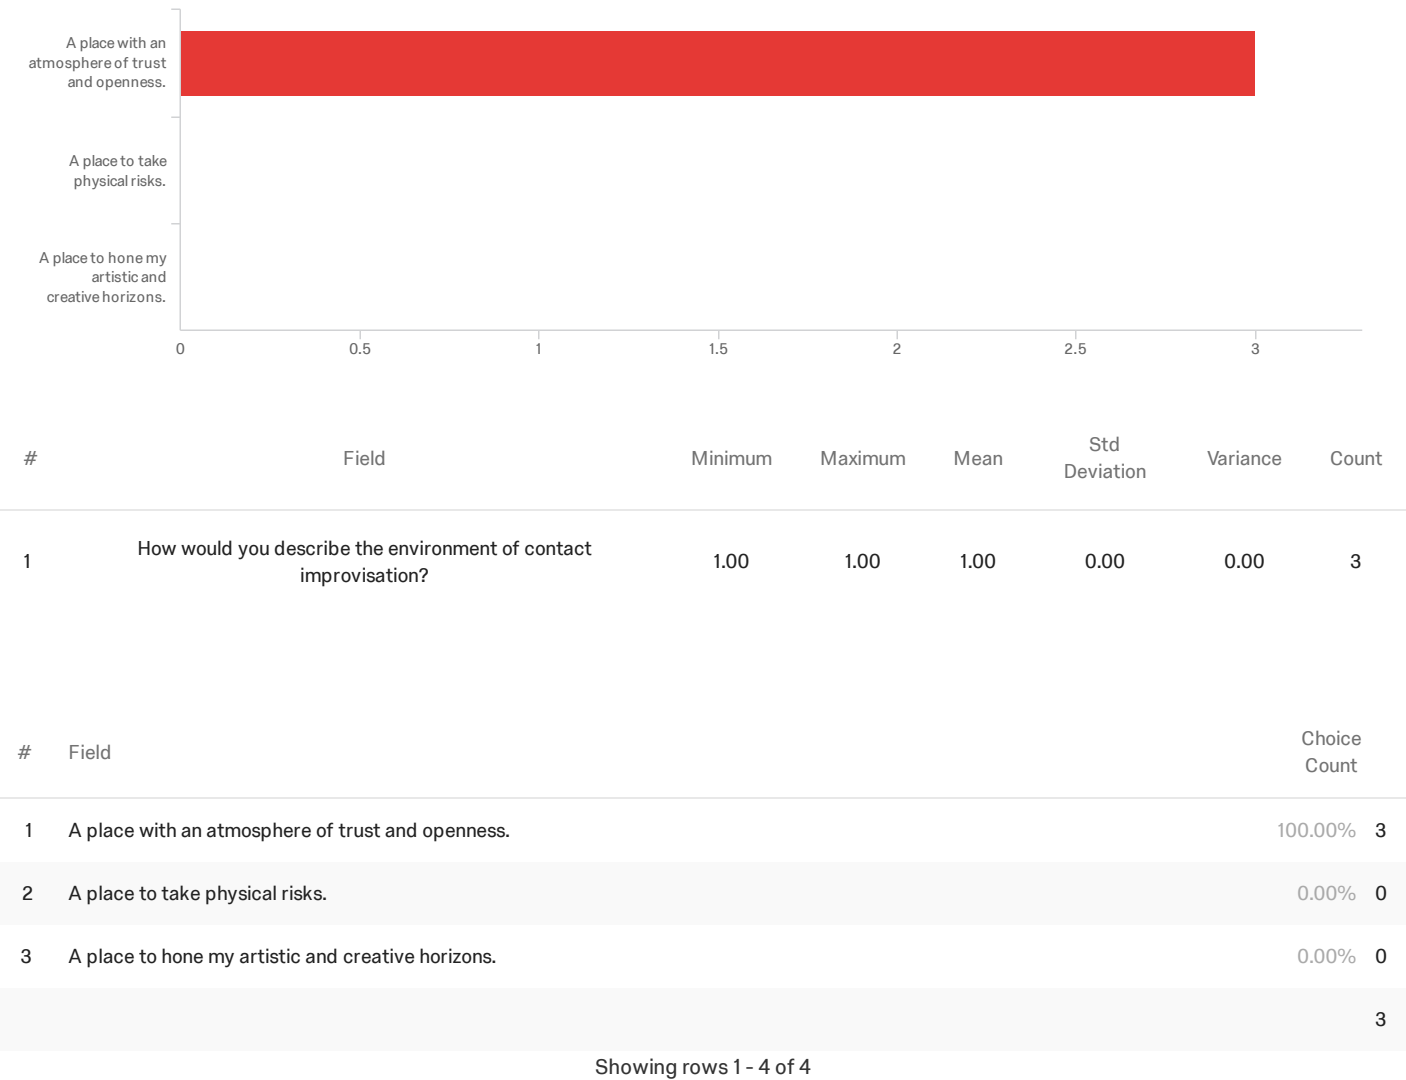 A place with an
atmosphere of trust
and openness.
A place to take
physical risks.
A place to hone my
artistic and
creative horizons.
0 0.5 1 1.5 2 2.5 3
# Field Minimum Maximum Mean Std Deviation Variance Count
1 How would you describe the environment of contact improvisation? 1.00 1.00 1.00 0.00 0.00 3
# Field Choice Count
1 A place with an atmosphere of trust and openness. 100.00% 3
2 A place to take physical risks. 0.00% 0
3 A place to hone my artistic and creative horizons. 0.00% 0
3
Showing rows 1 - 4 of 4